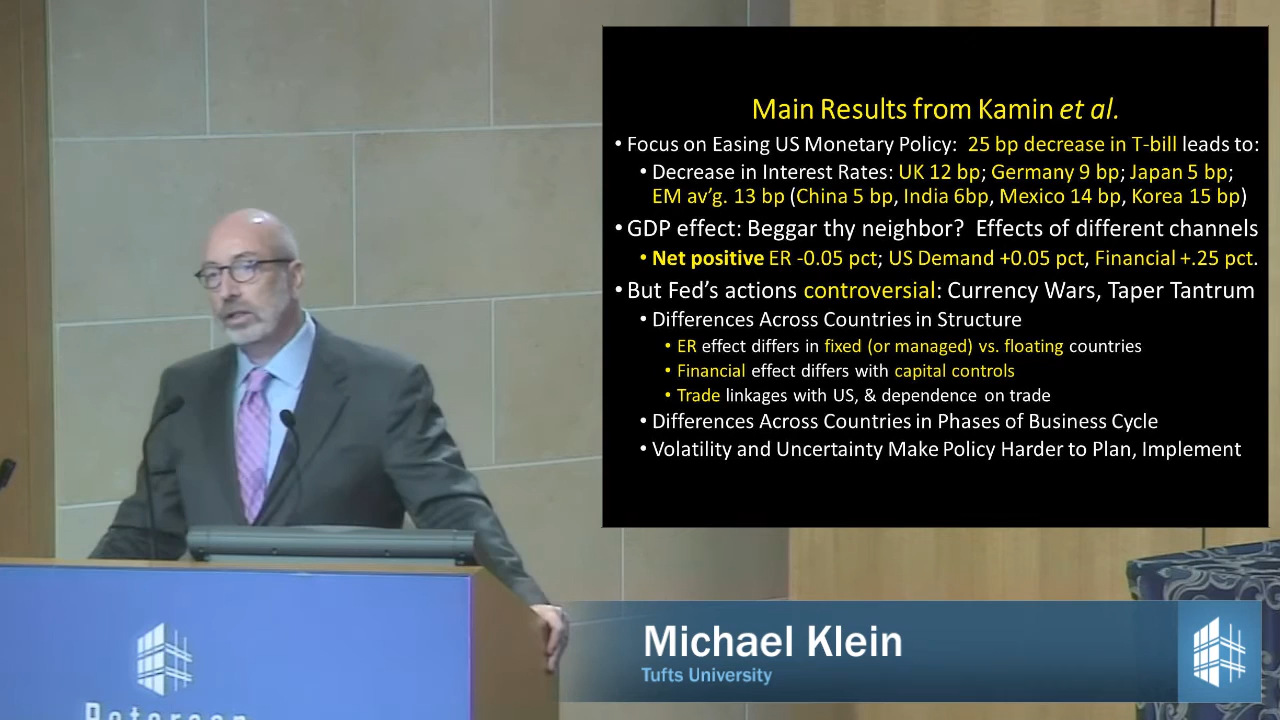 Main Results from Kamin et al.
• Focus on Easing US Monetary Policy: 25 bp decrease in T-bill leads to:
• Decrease in Interest Rates: UK 12 bp; Germany 9 bp; Japan 5 bp;
EM av’g. 13 bp (China 5 bp, India 6bp, Mexico 14 bp, Korea 15 bp)
• GDP effect: Beggar thy neighbor? Effects of different channels
• Net positive ER -0.05 pct; US Demand +0.05 pct, Financial +.25 pct.
• But Fed’s actions controversial: Currency Wars, Taper Tantrum
• Differences Across Countries in Structure
• ER effect differs in fixed (or managed) vs. floating countries
• Financial effect differs with capital controls
• Trade linkages with US, & dependence on trade
• Differences Across Countries in Phases of Business Cycle
• Volatility and Uncertainty Make Policy Harder to Plan, Implement
Michael Klein
Tufts University
Peterson